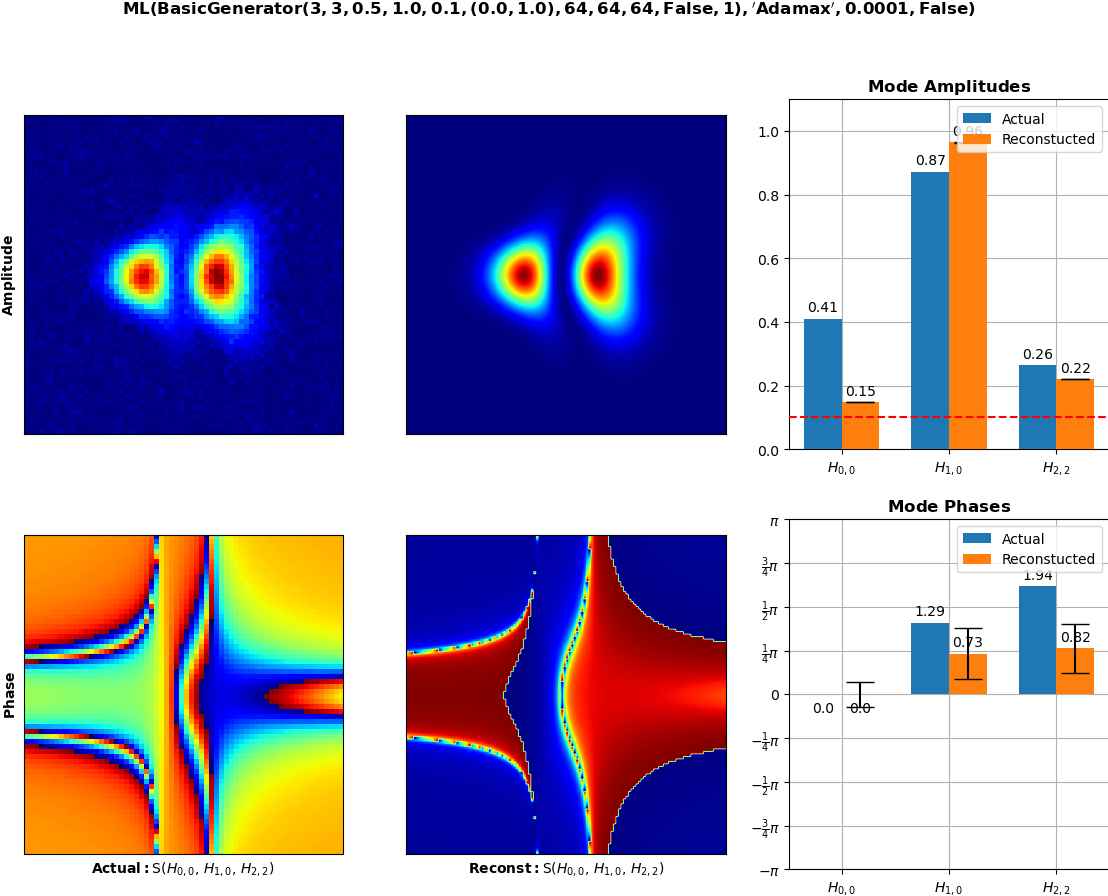 ML(BasicGenerator(3, 3, 0.5, 1.0, 0.1, (0.0, 1.0), 64, 64, 64, False, 1), ′Adamax′, 0.0001, False)
Mode Amplitudes
Actual
Reconstucted
1.0
0.8
0.6
0.4
0.2
0.0
0.41
0.15
0.87
0.96
0.26
0.22
H0,0
H1,0
H2,2
Amplitude
Mode Phases
Actual
Reconstucted
π
3/4π
1/2π
1/4π
0
−1/4π
−1/2π
−3/4π
−π
0.0
0.0
1.29
0.73
1.94
0.82
H0,0
H1,0
H2,2
Phase
Actual: S(H0,0, H1,0, H2,2)
Reconst: S(H0,0, H1,0, H2,2)